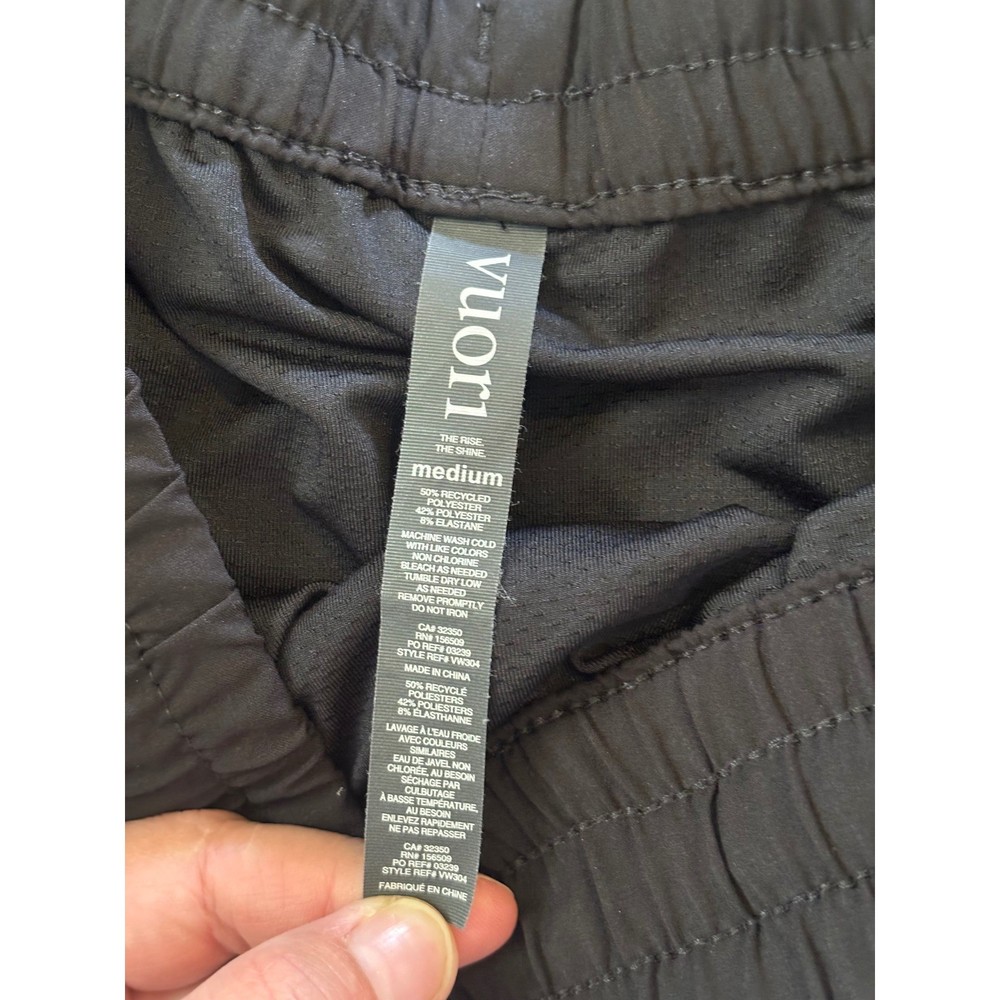 vuori
THE RISE.
THE SHINE.
medium
50% RECYCLED
POLYESTER
42% POLYESTER
8% ELASTANE
MACHINE WASH COLD
WITH LIKE COLORS
NON CHLORINE
BLEACH AS NEEDED
TUMBLE DRY LOW
AS NEEDED
REMOVE PROMPTLY
DO NOT IRON
CA# 32350
RN# 156509
PO REF# 03239
STYLE REF# VW304
MADE IN CHINA
50% RECYCLÉ
POLIESTERS
42% POLIESTERS
8% ÉLASTHANNE
LAVAGE À L'EAU FROIDE
AVEC COULEURS
SIMILAIRES
EAU DE JAVEL NON
CHLORÉE, AU BESOIN
SÉCHAGE PAR
CULBUTAGE
À BASSE TEMPÉRATURE,
AU BESOIN
ENLEVEZ RAPIDEMENT
NE PAS REPASSER
CA# 32350
RN# 156509
PO REF# 03239
STYLE REF# VW304
FABRIQUÉ EN CHINE